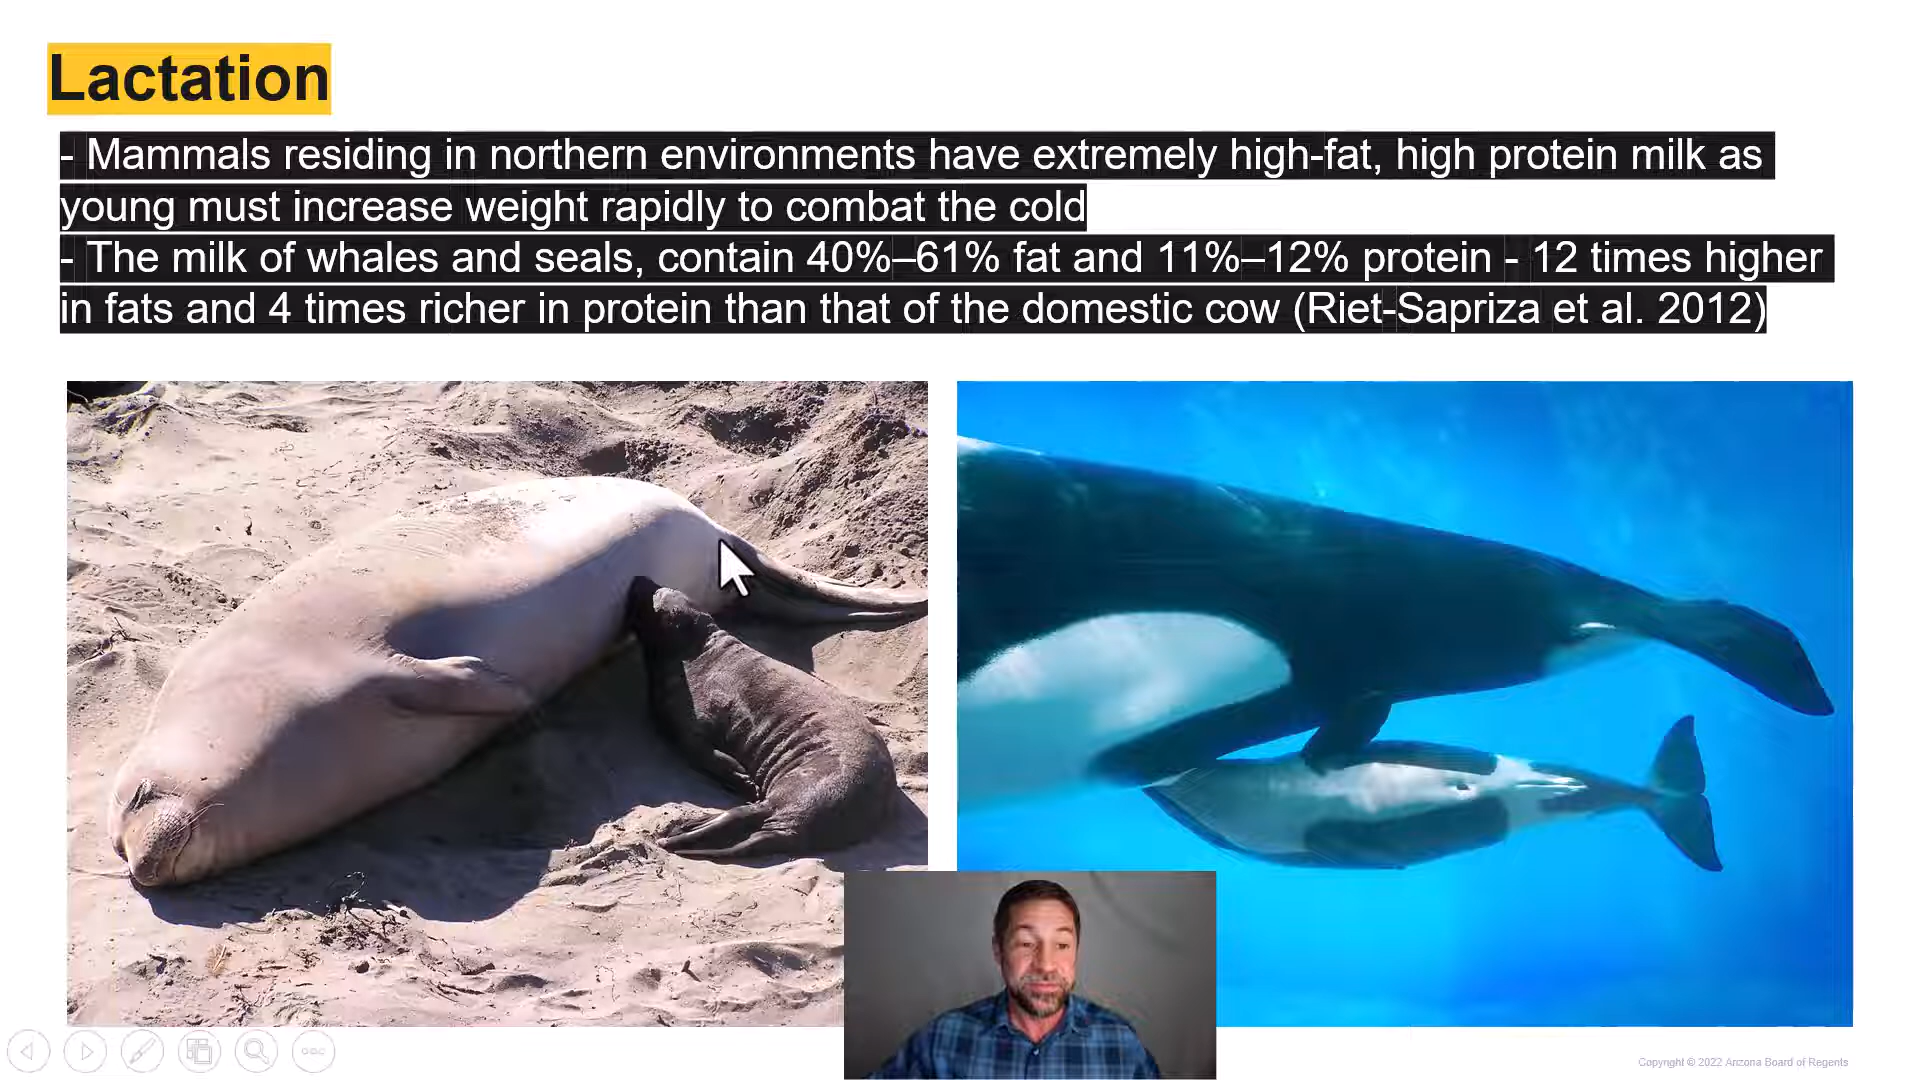 Lactation
- Mammals residing in northern environments have extremely high-fat, high protein milk as
young must increase weight rapidly to combat the cold
- The milk of whales and seals, contain 40%–61% fat and 11%–12% protein - 12 times higher
in fats and 4 times richer in protein than that of the domestic cow (Riet-Sapriza et al. 2012)
Copyright © 2022 Arizona Board of Regents